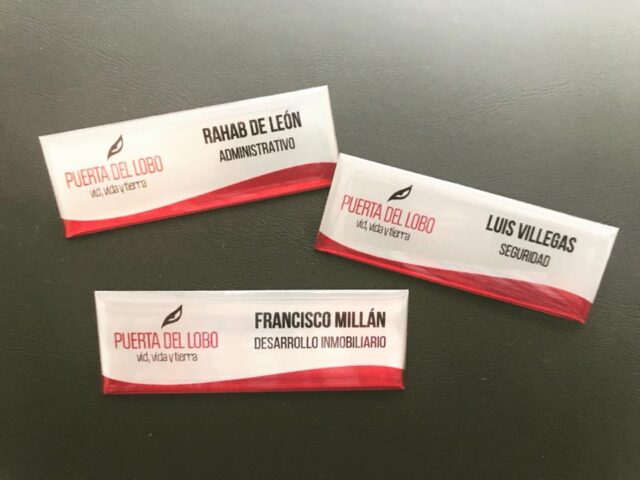 PUERTA DEL LOBO
vid, vida y tierra
RAHAB DE LEÓN
ADMINISTRATIVO
PUERTA DEL LOBO
vid, vida y tierra
LUIS VILLEGAS
SEGURIDAD
PUERTA DEL LOBO
vid, vida y tierra
FRANCISCO MILLÁN
DESARROLLO INMOBILIARIO